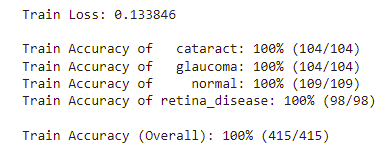 Train Loss: 0.133846
Train Accuracy of cataract: 100% (104/104)
Train Accuracy of glaucoma: 100% (104/104)
Train Accuracy of normal: 100% (109/109)
Train Accuracy of retina_disease: 100% (98/98)
Train Accuracy (Overall): 100% (415/415)